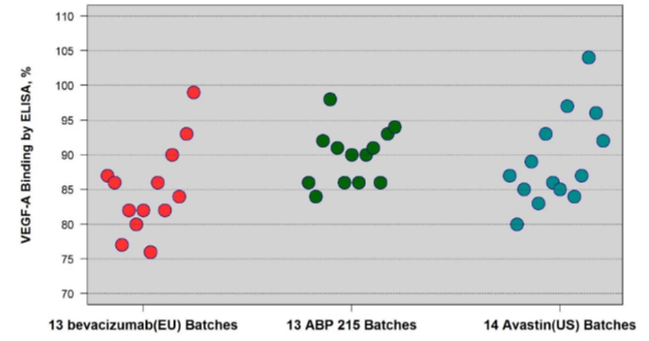 VEGF-A Binding by ELISA, %
110
105
100
95
90
85
80
75
70
13 bevacizumab(EU) Batches
13 ABP 215 Batches
14 Avastin(US) Batches